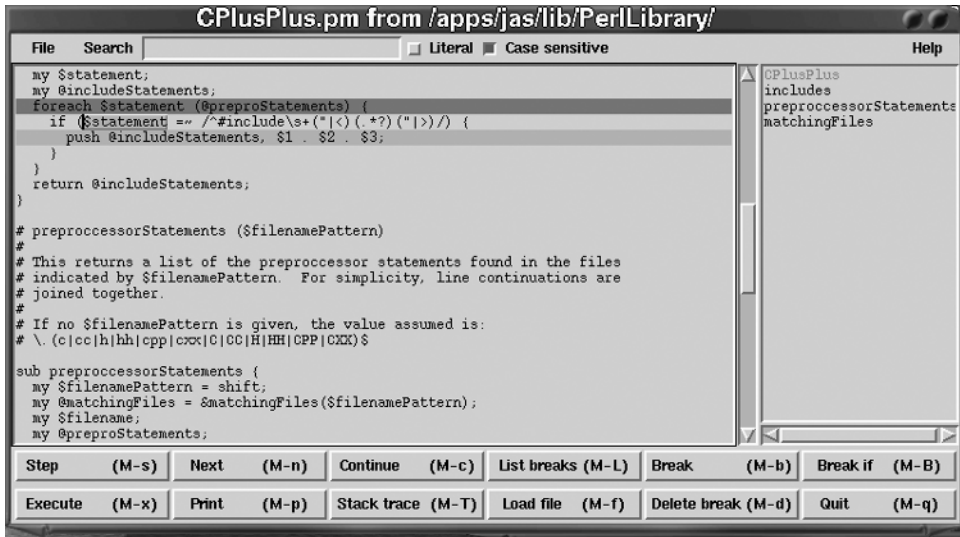 CPlusPlus.pm from /apps/jas/lib/PerlLibrary/
File Search Literal Case sensitive Help
my $statement;
my @includeStatements;
foreach $statement (@preproStatements) {
if ($statement =~ /^#include\s+("|<)(.*?)("|>)/) {
push @includeStatements, $1 . $2 . $3;
}
}
return @includeStatements;
}
# preproccessorStatements ($filenamePattern)
#
# This returns a list of the preproccessor statements found in the files
# indicated by $filenamePattern.  For simplicity, line continuations are
# joined together.
#
# If no $filenamePattern is given, the value assumed is:
# \.(c|cc|h|hh|cpp|cxx|C|CC|H|HH|CPP|CXX)$
sub preproccessorStatements {
my $filenamePattern = shift;
my @matchingFiles = &matchingFiles($filenamePattern);
my $filename;
my @preproStatements;
CPlusPlus
includes
preproccessorStatements
matchingFiles
Step (M-s) Next (M-n) Continue (M-c) List breaks (M-L) Break (M-b) Break if (M-B)
Execute (M-x) Print (M-p) Stack trace (M-T) Load file (M-f) Delete break (M-d) Quit (M-q)